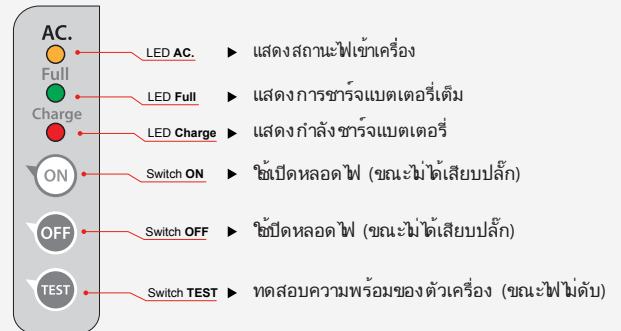 AC.
LED AC. ▶ แสดงสถานะไฟเข้าเครื่อง
Full
LED Full ▶ แสดงการชาร์จแบตเตอรี่เต็ม
Charge
LED Charge ▶ แสดงกำลังชาร์จแบตเตอรี่
ON
Switch ON ▶ ใช้เปิดหลอดไฟ (ขณะไม่ได้เสียบปลั๊ก)
OFF
Switch OFF ▶ ใช้ปิดหลอดไฟ (ขณะไม่ได้เสียบปลั๊ก)
TEST
Switch TEST ▶ ทดสอบความพร้อมของตัวเครื่อง (ขณะไฟไม่ดับ)